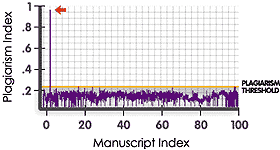 Plagiarism Index
1.0
.8
.6
.4
.2
PLAGIARISM
THRESHOLD
0
20
40
60
80
100
Manuscript Index